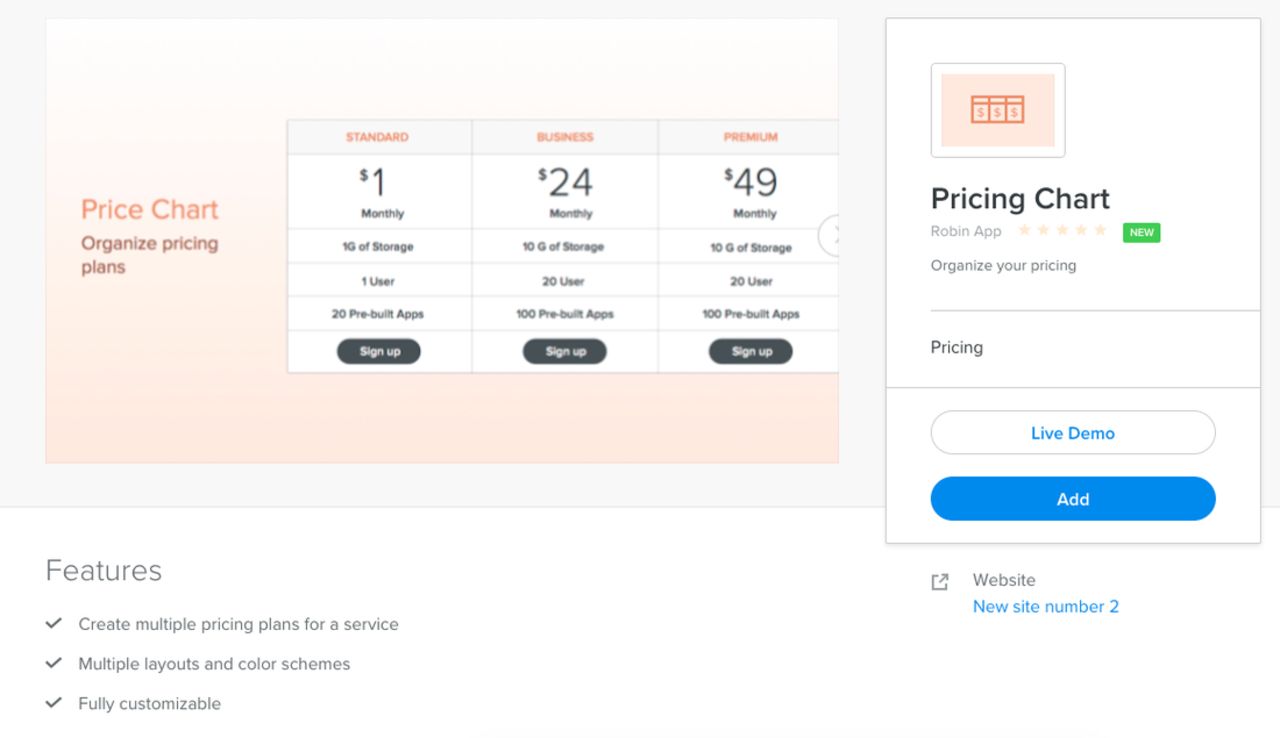 Price Chart
Organize pricing
plans
STANDARD BUSINESS PREMIUM
$1 $24 $49
Monthly Monthly Monthly
1G of Storage 10 G of Storage 10 G of Storage
1 User 20 User 20 User
20 Pre-built Apps 100 Pre-built Apps 100 Pre-built Apps
Sign up Sign up Sign up
$ $ $
Pricing Chart
Robin App NEW
Organize your pricing
Pricing
Live Demo
Add
Website
New site number 2
Features
Create multiple pricing plans for a service
Multiple layouts and color schemes
Fully customizable